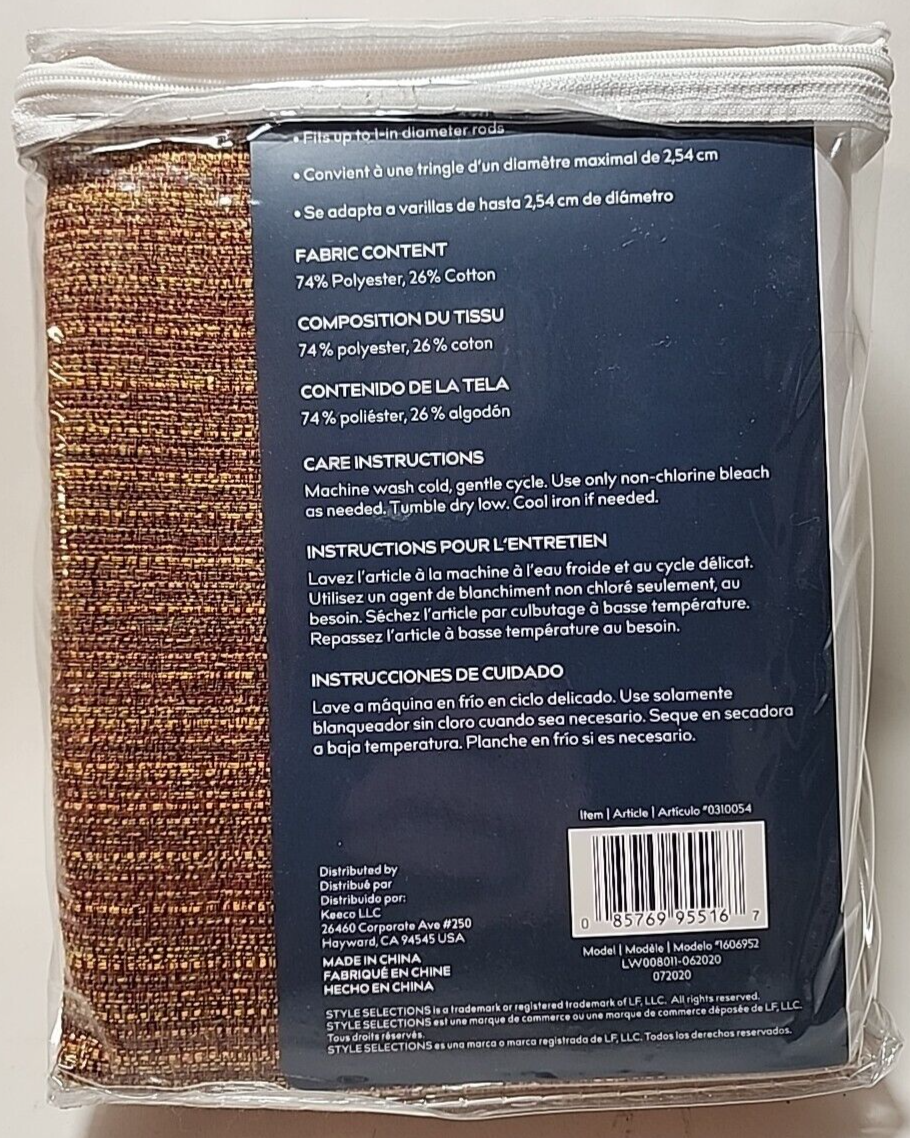 • Fits up to 1-in diameter rods
• Convient à une tringle d'un diamètre maximal de 2,54 cm
• Se adapta a varillas de hasta 2,54 cm de diámetro
FABRIC CONTENT
74% Polyester, 26% Cotton
COMPOSITION DU TISSU
74 % polyester, 26 % coton
CONTENIDO DE LA TELA
74 % poliéster, 26 % algodón
CARE INSTRUCTIONS
Machine wash cold, gentle cycle. Use only non-chlorine bleach
as needed. Tumble dry low. Cool iron if needed.
INSTRUCTIONS POUR L'ENTRETIEN
Lavez l'article à la machine à l'eau froide et au cycle délicat.
Utilisez un agent de blanchiment non chloré seulement, au
besoin. Séchez l'article par culbutage à basse température.
Repassez l'article à basse température au besoin.
INSTRUCCIONES DE CUIDADO
Lave a máquina en frío en ciclo delicado. Use solamente
blanqueador sin cloro cuando sea necesario. Seque en secadora
a baja temperatura. Planche en frío si es necesario.
Item | Article | Artículo #0310054
0 85769 95516 7
Model | Modèle | Modelo #1606952
LW008011-062020
072020
Distributed by
Distribué par
Distribuido por:
Keeco LLC
26460 Corporate Ave #250
Hayward, CA 94545 USA
MADE IN CHINA
FABRIQUÉ EN CHINE
HECHO EN CHINA
STYLE SELECTIONS is a trademark or registered trademark of LF, LLC. All rights reserved.
STYLE SELECTIONS est une marque de commerce ou une marque de commerce déposée de LF, LLC.
Tous droits réservés.
STYLE SELECTIONS es una marca o marca registrada de LF, LLC. Todos los derechos reservados.